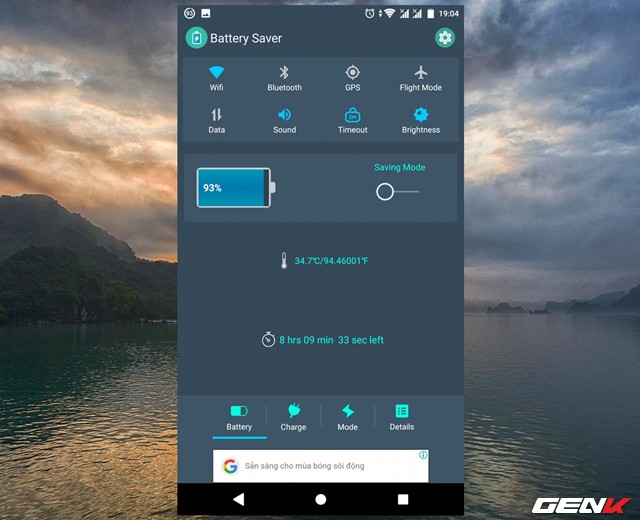 93 19:04
Battery Saver
Wifi Bluetooth GPS Flight Mode
2m
Data Sound Timeout Brightness
Saving Mode
93%
34.7℃/94.46001℉
8 hrs 09 min 33 sec left
Battery Charge Mode Details
G Sẵn sàng cho mùa bóng sôi động
GENK